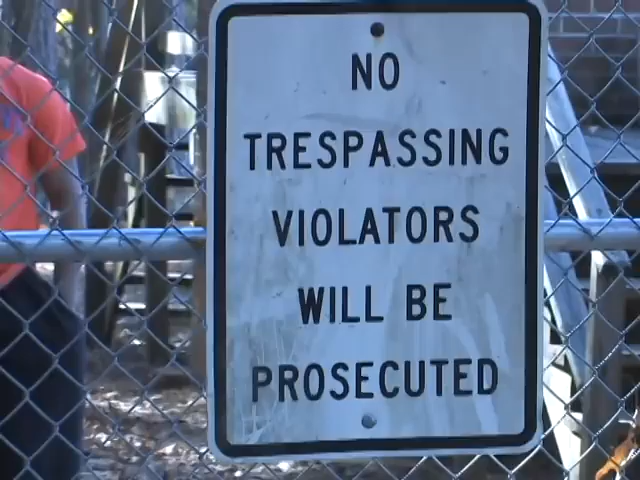 NO
TRESPASSING
VIOLATORS
WILL BE
PROSECUTED